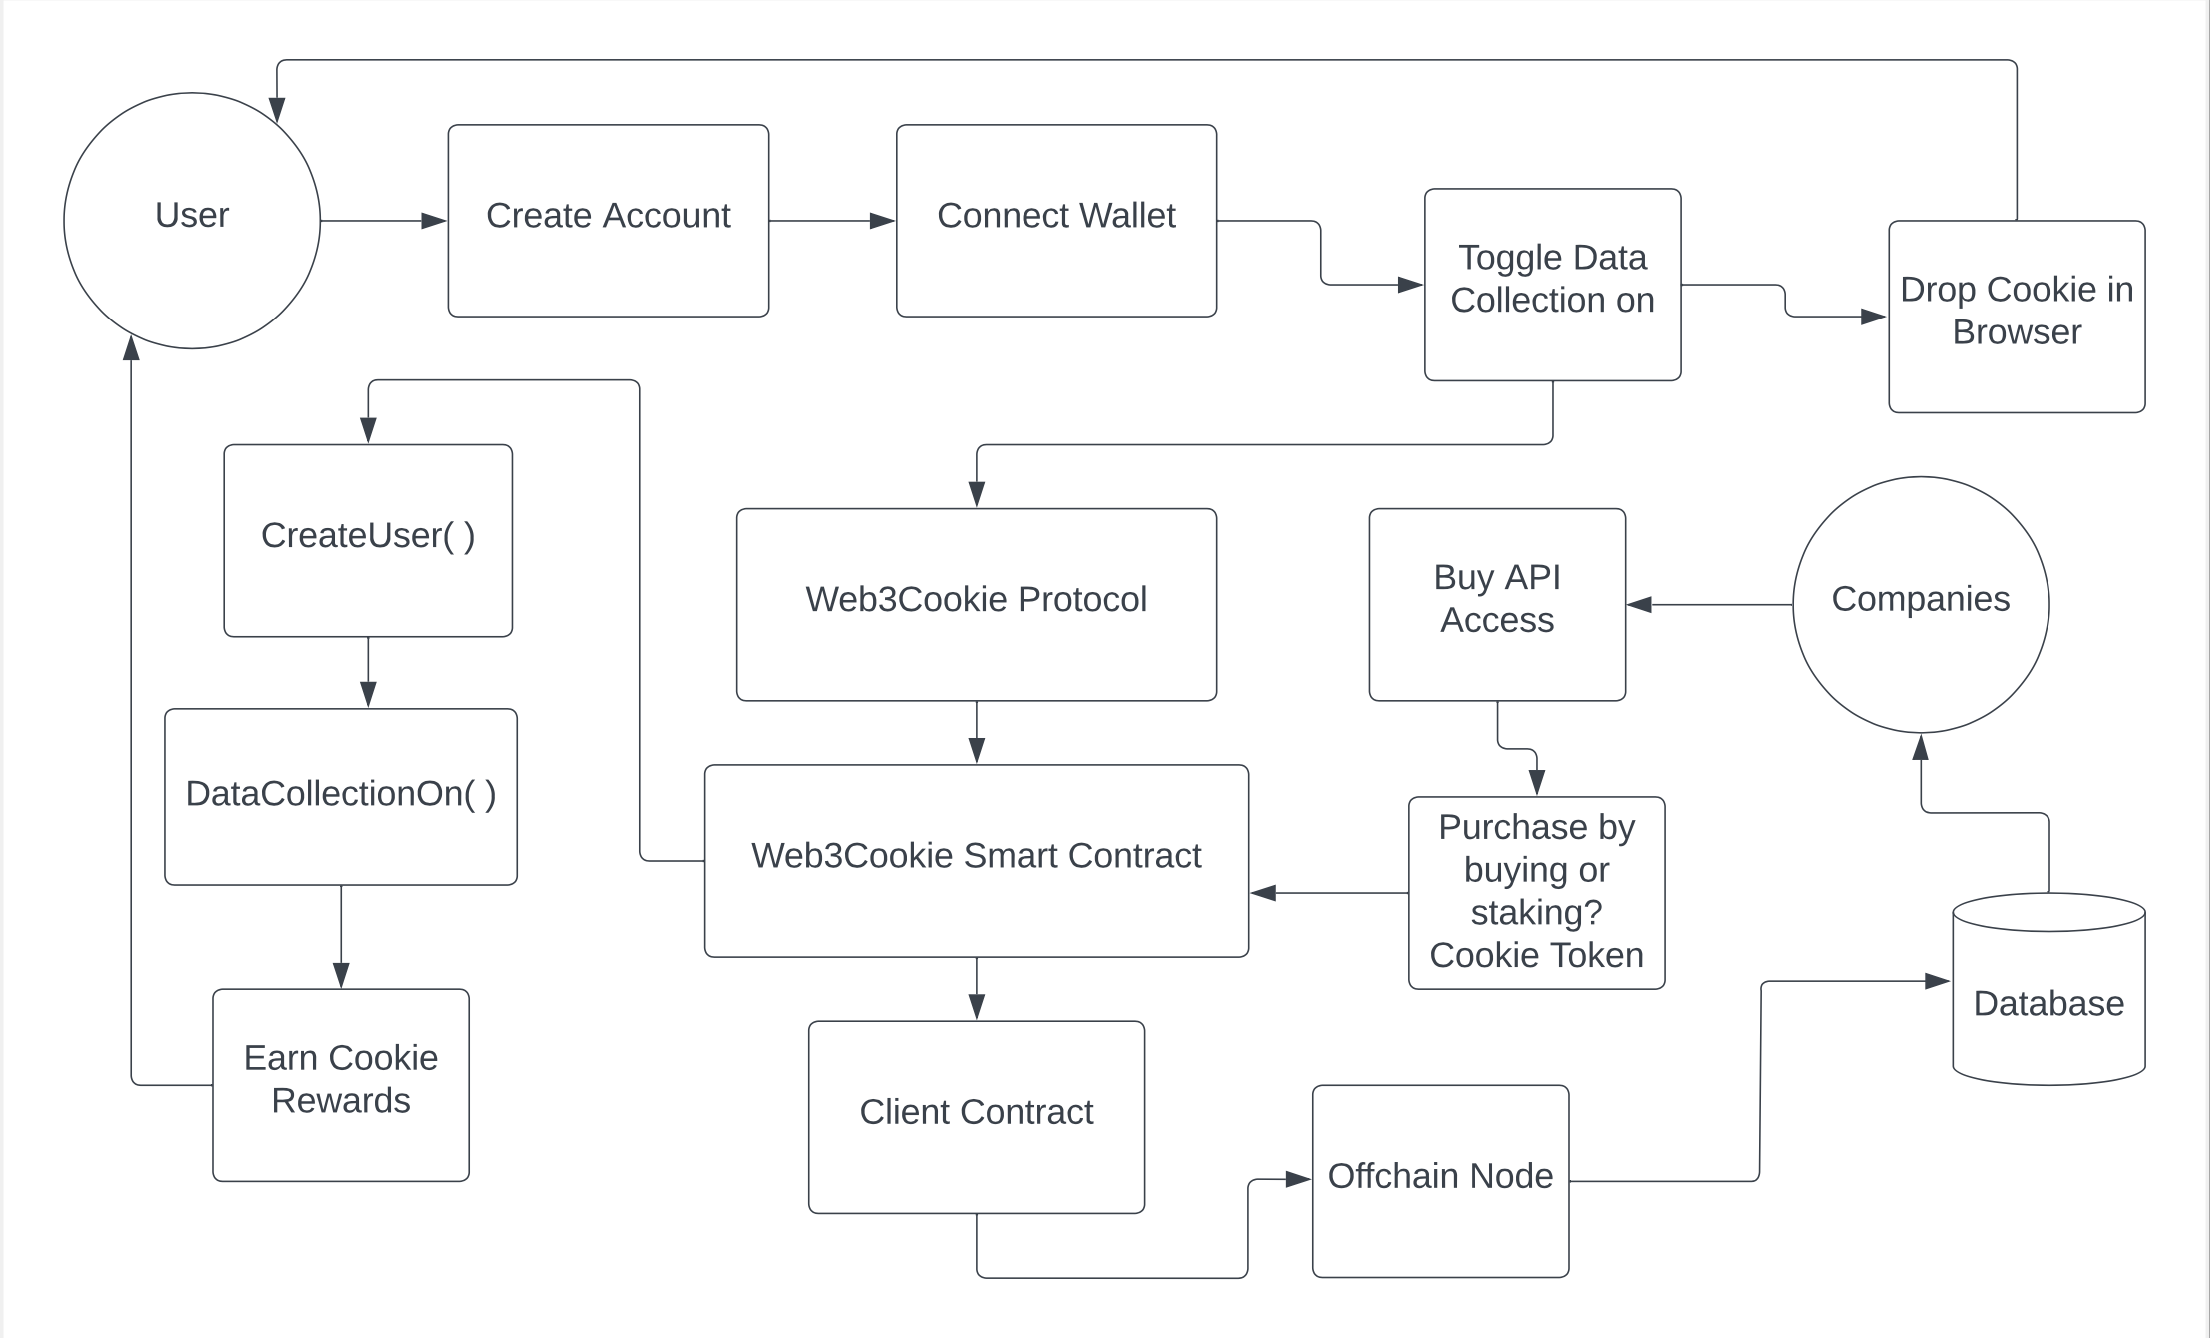 User
Create Account
Connect Wallet
Toggle Data
Collection on
Drop Cookie in
Browser
CreateUser( )
Web3Cookie Protocol
Buy API
Access
Companies
DataCollectionOn( )
Web3Cookie Smart Contract
Purchase by
buying or
staking?
Cookie Token
Database
Earn Cookie
Rewards
Client Contract
Offchain Node